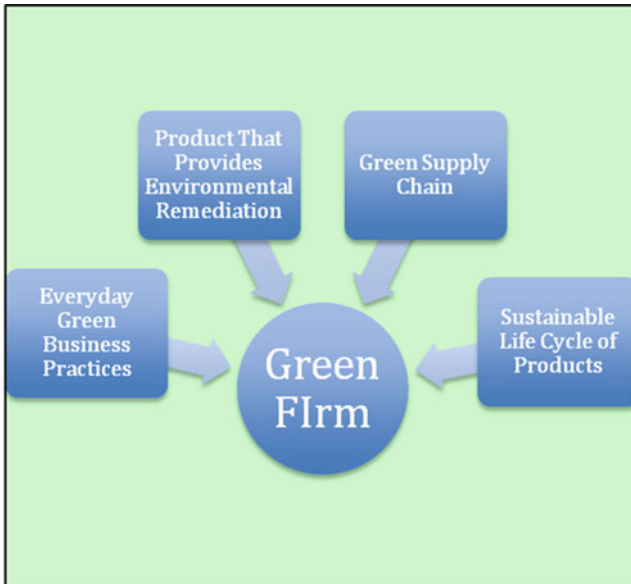 Product That
Provides
Environmental
Remediation
Green Supply
Chain
Everyday
Green
Business
Practices
Sustainable
Life Cycle of
Products
Green
FIrm